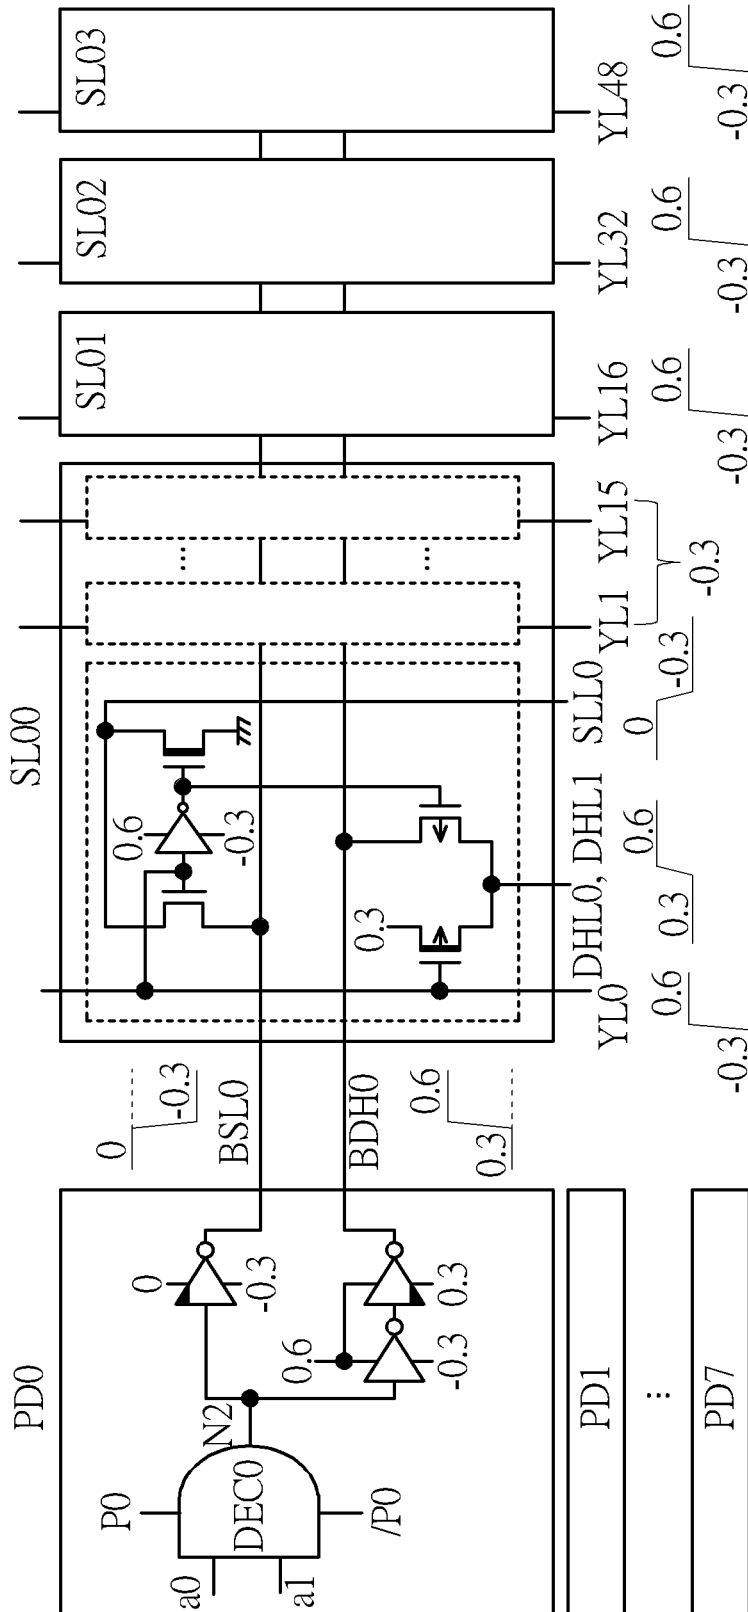 PD0
SL00
SL01
SL02
SL03
P0
0
0.6
0
-0.3
a0
N2
BSL0
-0.3
DEC0
-0.3
a1
0.6
BDH0
0.3
/P0
-0.3
0.3
0.6
0.3
...
...
YL0
DHL0, DHL1
SLL0
YL1
YL15
YL16
YL32
YL48
PD1
...
PD7
-0.3
0.6
0.3
0.6
0
-0.3
-0.3
-0.3
0.6
-0.3
0.6
-0.3
0.6